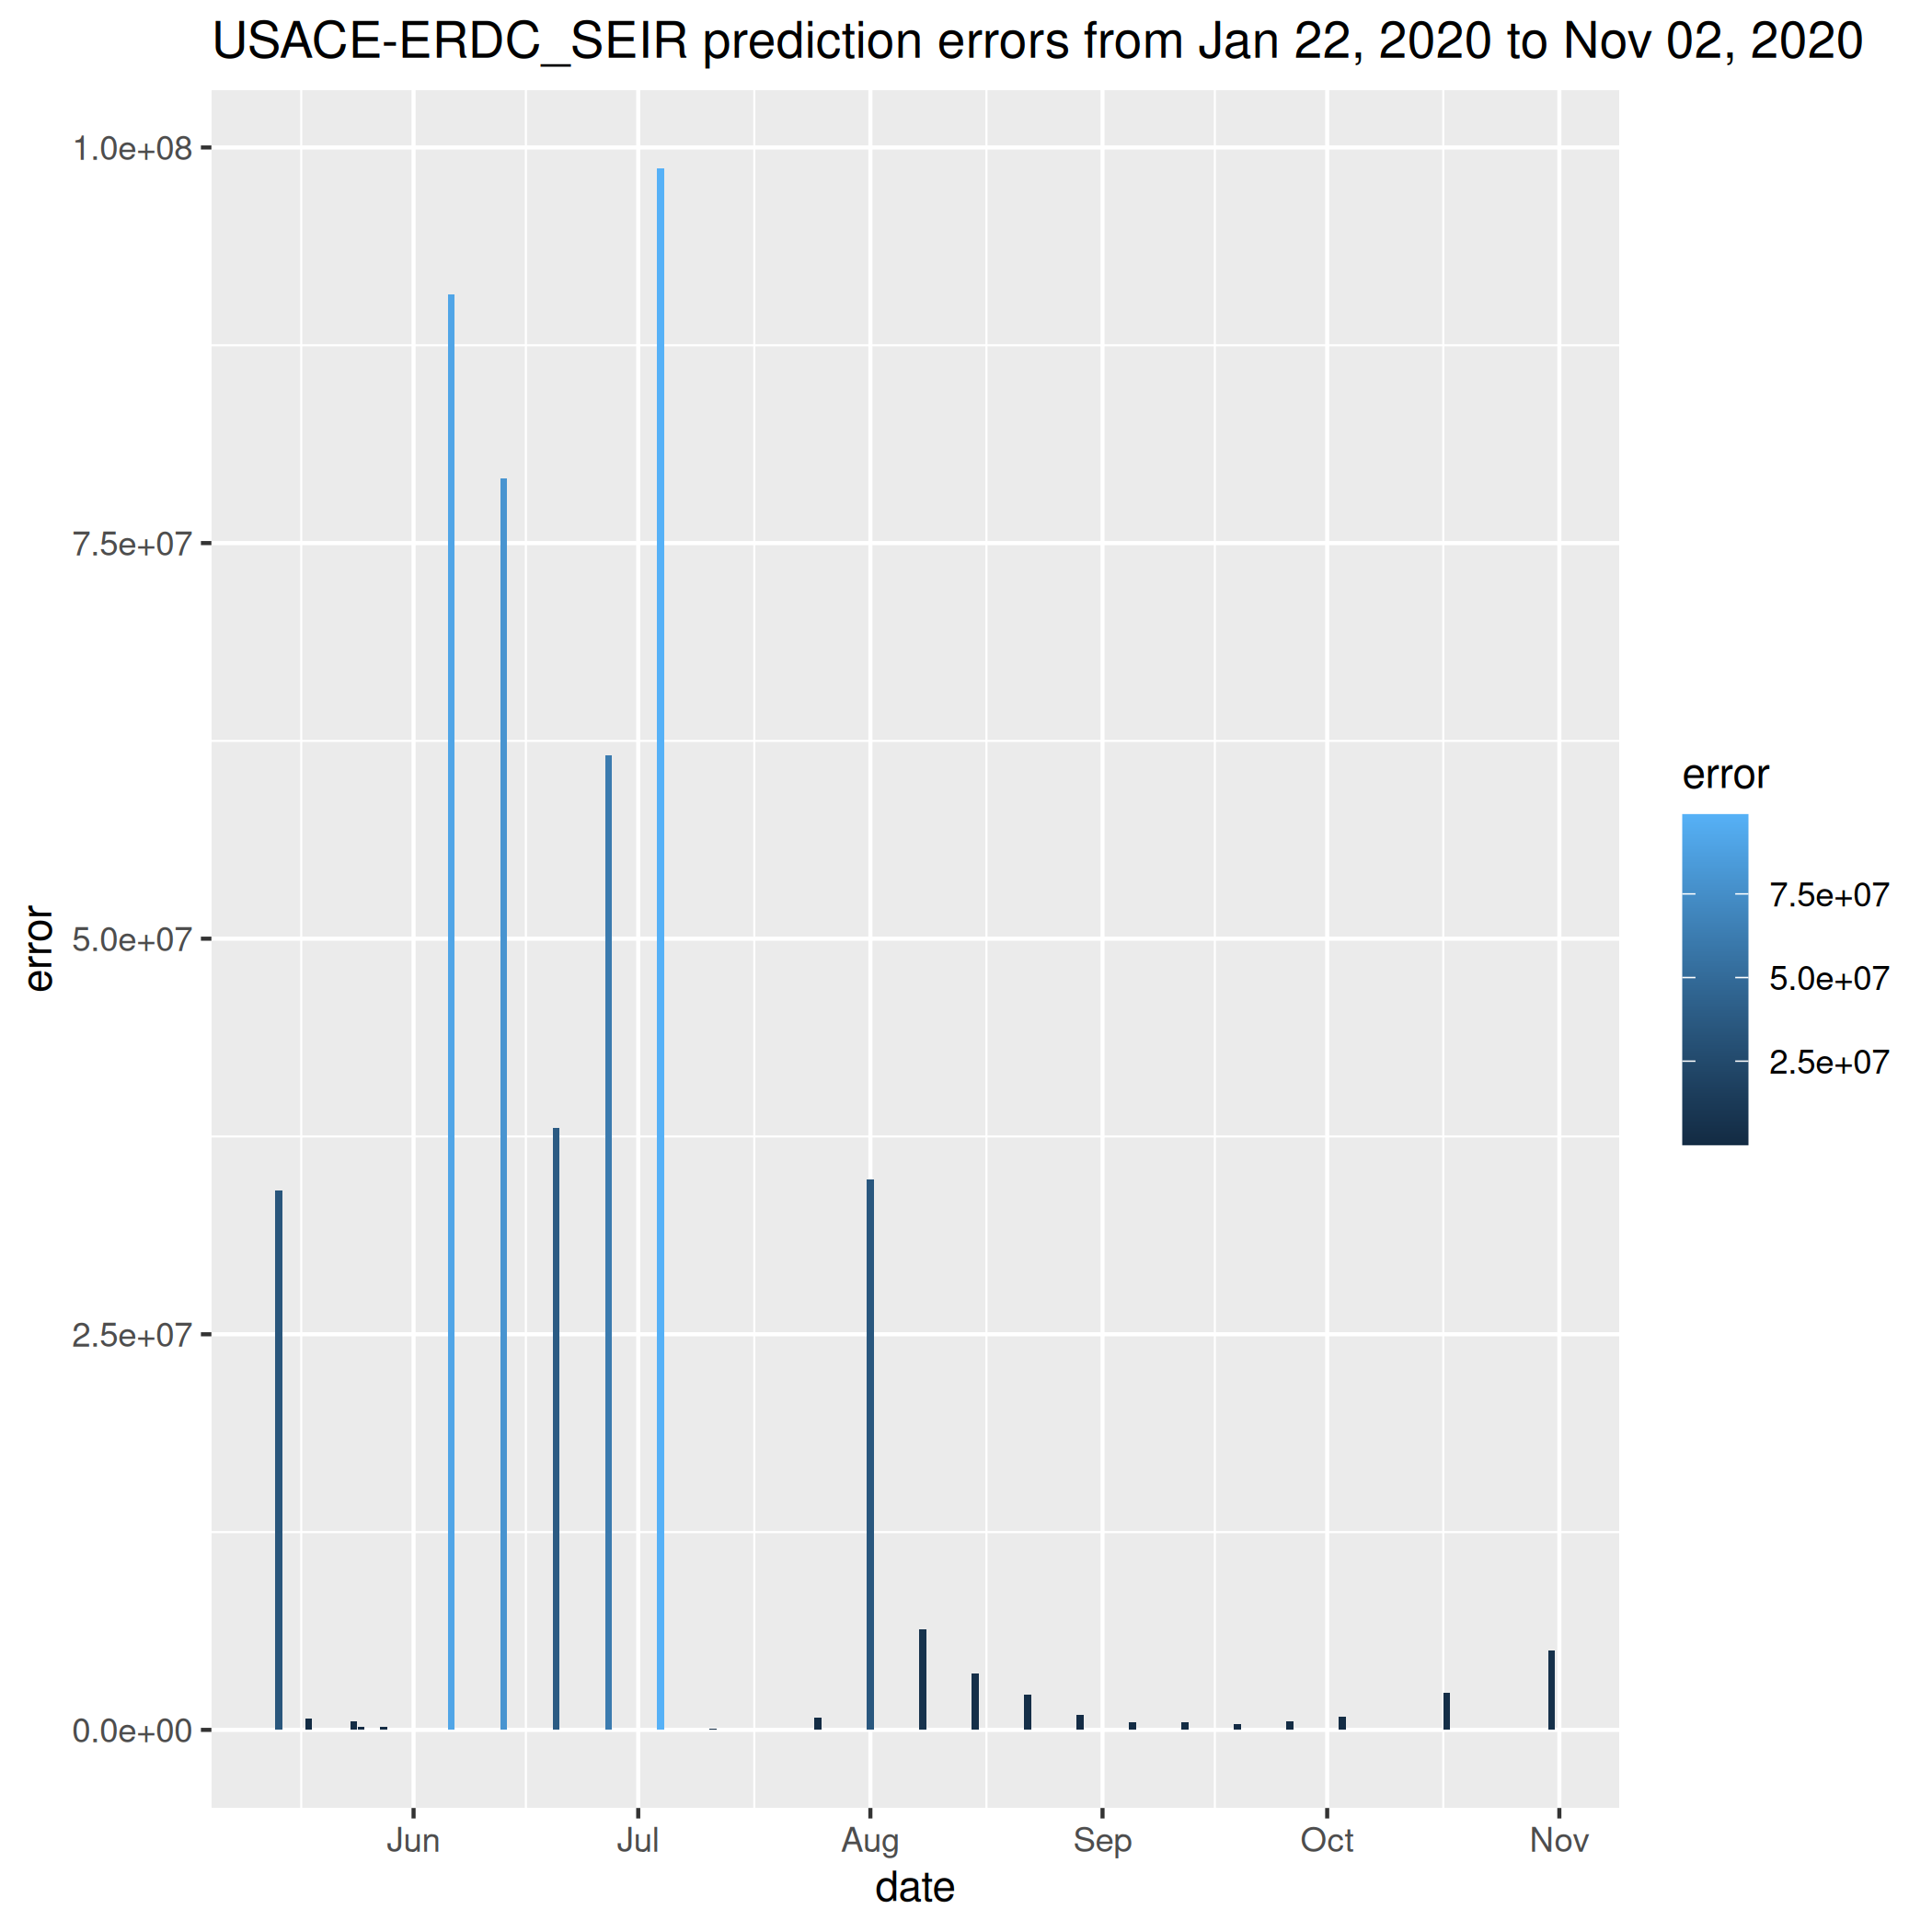 USACE-ERDC_SEIR prediction errors from Jan 22, 2020 to Nov 02, 2020
1.0e+08
7.5e+07
5.0e+07
2.5e+07
0.0e+00
error
Jun Jul Aug Sep Oct Nov
date
error
7.5e+07
5.0e+07
2.5e+07